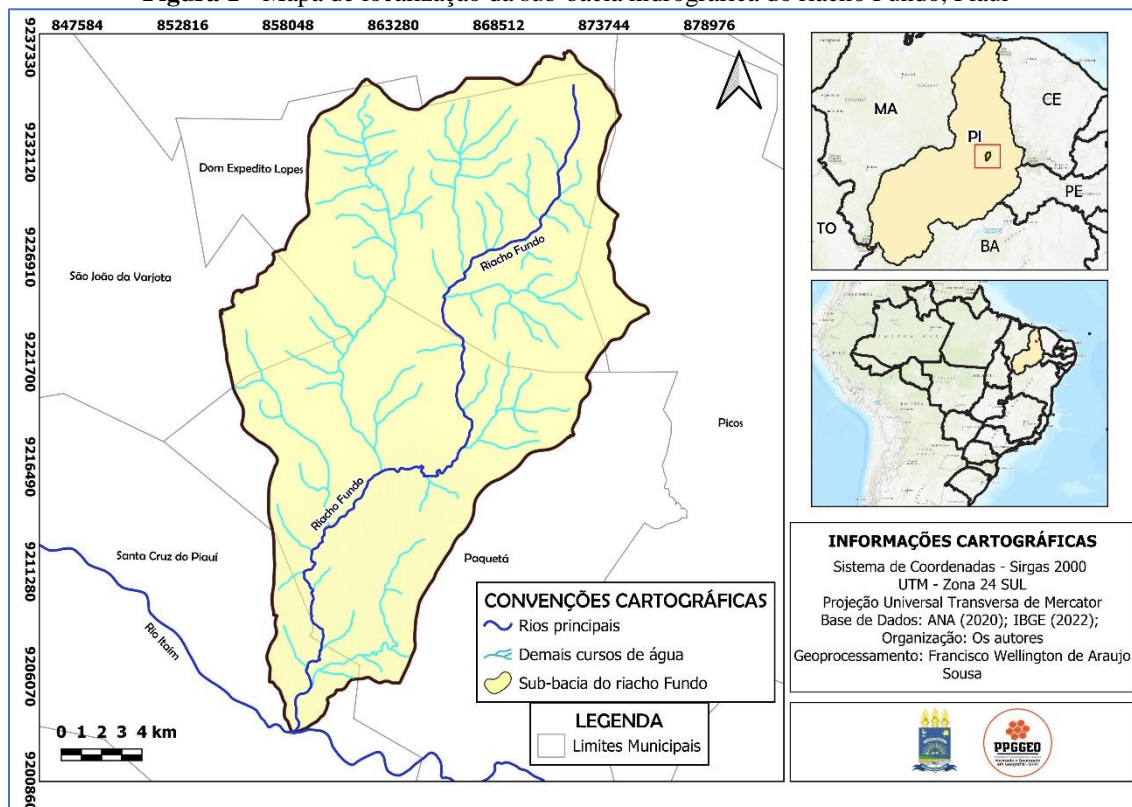 Figura 1 - Mapa de localização da sub-bacia hidrográfica do riacho Fundo, Piauí
847584 852816 858048 863280 868512 873744 878976
9237330
9232120
9226910
9221700
9216490
9211280
9206070
9200860
Dom Expedito Lopes
São João da Varjota
Riacho Fundo
Picos
Riacho Fundo
Santa Cruz do Piauí
Paquetá
Rio Itaim
0 1 2 3 4 km
CONVENÇÕES CARTOGRÁFICAS
Rios principais
Demais cursos de água
Sub-bacia do riacho Fundo
LEGENDA
Limites Municipais
MA
CE
PI
PE
TO
BA
INFORMAÇÕES CARTOGRÁFICAS
Sistema de Coordenadas - Sirgas 2000
UTM - Zona 24 SUL
Projeção Universal Transversa de Mercator
Base de Dados: ANA (2020); IBGE (2022);
Organização: Os autores
Geoprocessamento: Francisco Wellington de Araujo
Sousa
PPGGEO